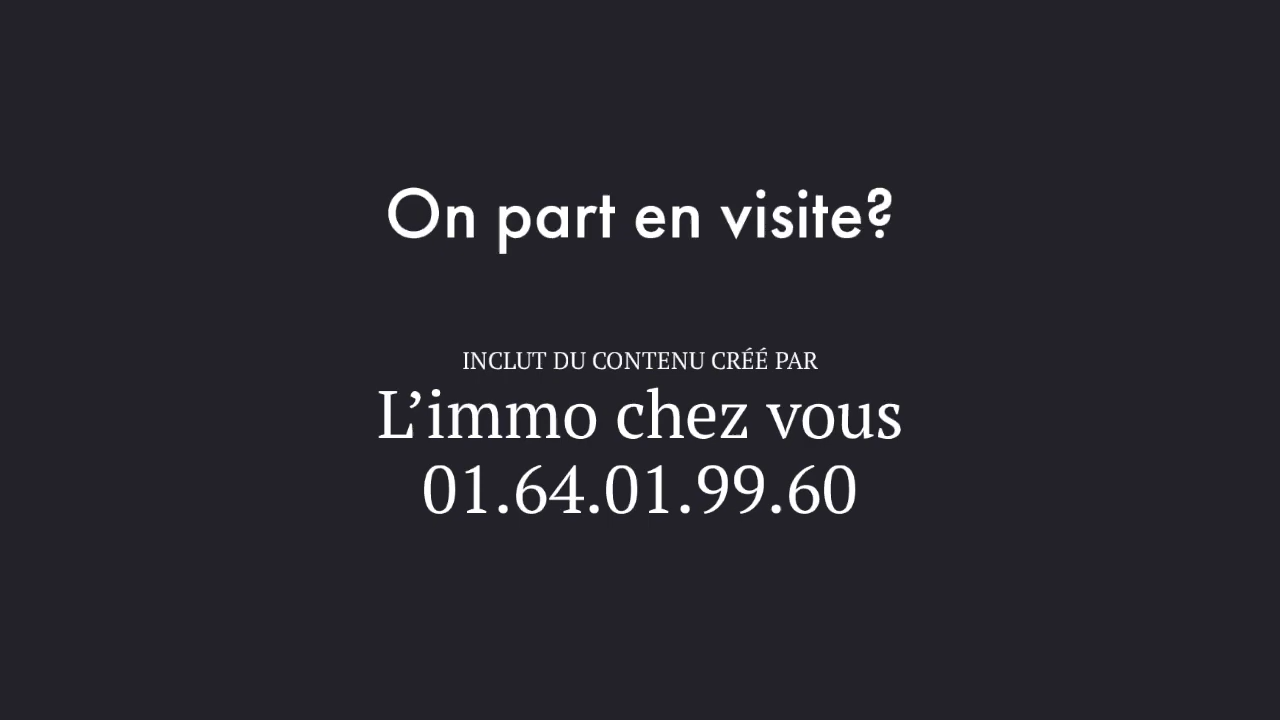 On part en visite?
INCLUT DU CONTENU CRÉÉ PAR
L’immo chez vous
01.64.01.99.60